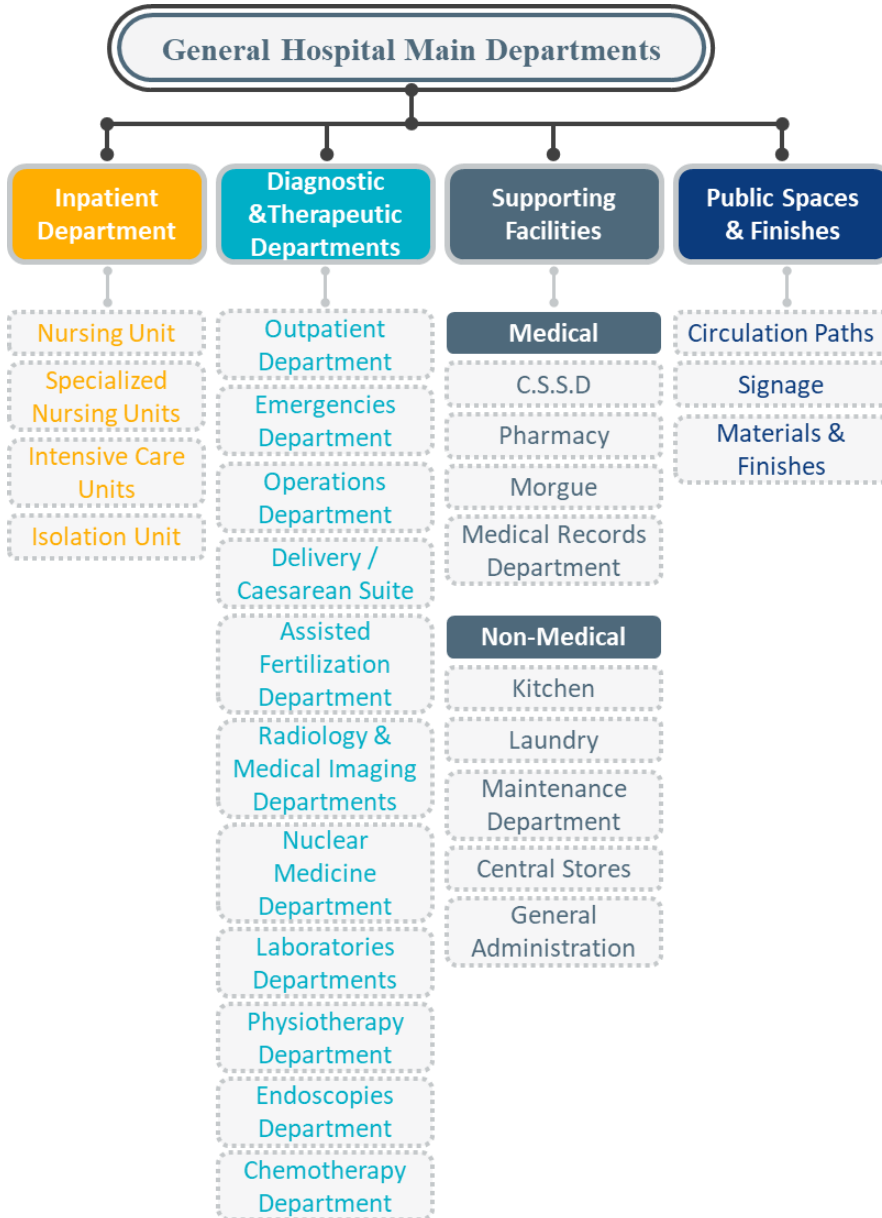 General Hospital Main Departments
Inpatient
Department
Nursing Unit
Specialized
Nursing Units
Intensive Care
Units
Isolation Unit
Diagnostic
&Therapeutic
Departments
Outpatient
Department
Emergencies
Department
Operations
Department
Delivery /
Caesarean Suite
Assisted
Fertilization
Department
Radiology &
Medical Imaging
Departments
Nuclear
Medicine
Department
Laboratories
Departments
Physiotherapy
Department
Endoscopies
Department
Chemotherapy
Department
Supporting
Facilities
Medical
C.S.S.D
Pharmacy
Morgue
Medical Records
Department
Non-Medical
Kitchen
Laundry
Maintenance
Department
Central Stores
General
Administration
Public Spaces
& Finishes
Circulation Paths
Signage
Materials &
Finishes